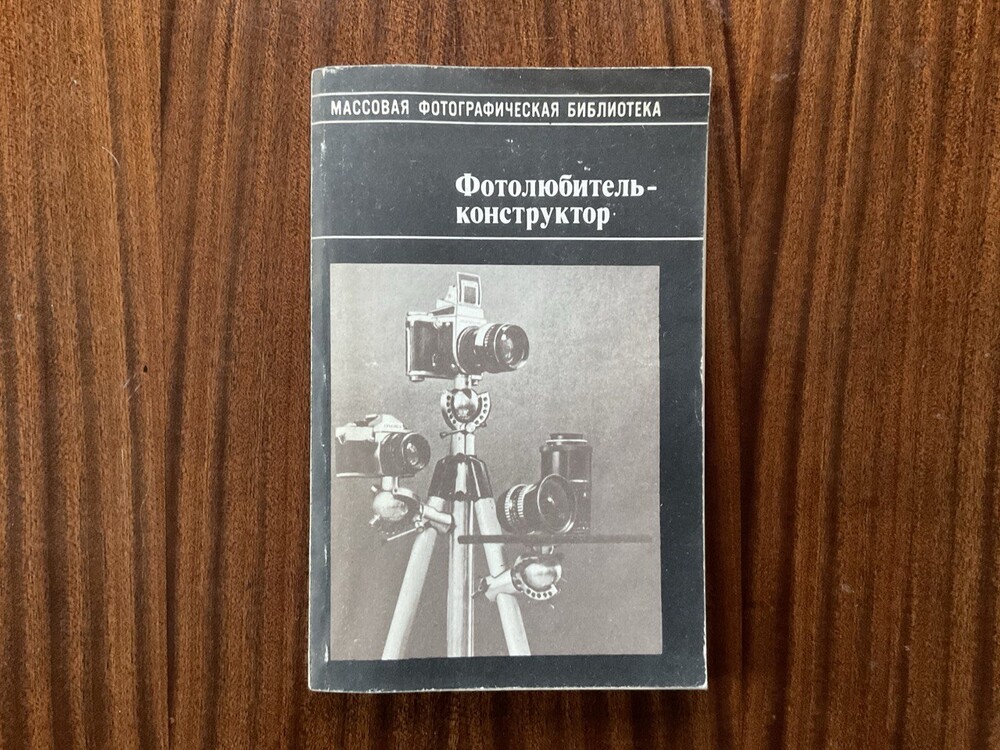 МАССОВАЯ ФОТОГРАФИЧЕСКАЯ БИБЛИОТЕКА
Фотолюбитель-
конструктор